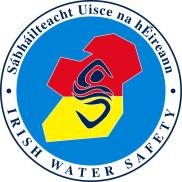 Sábháilteacht Uisce na hÉireann
• IRISH WATER SAFETY •